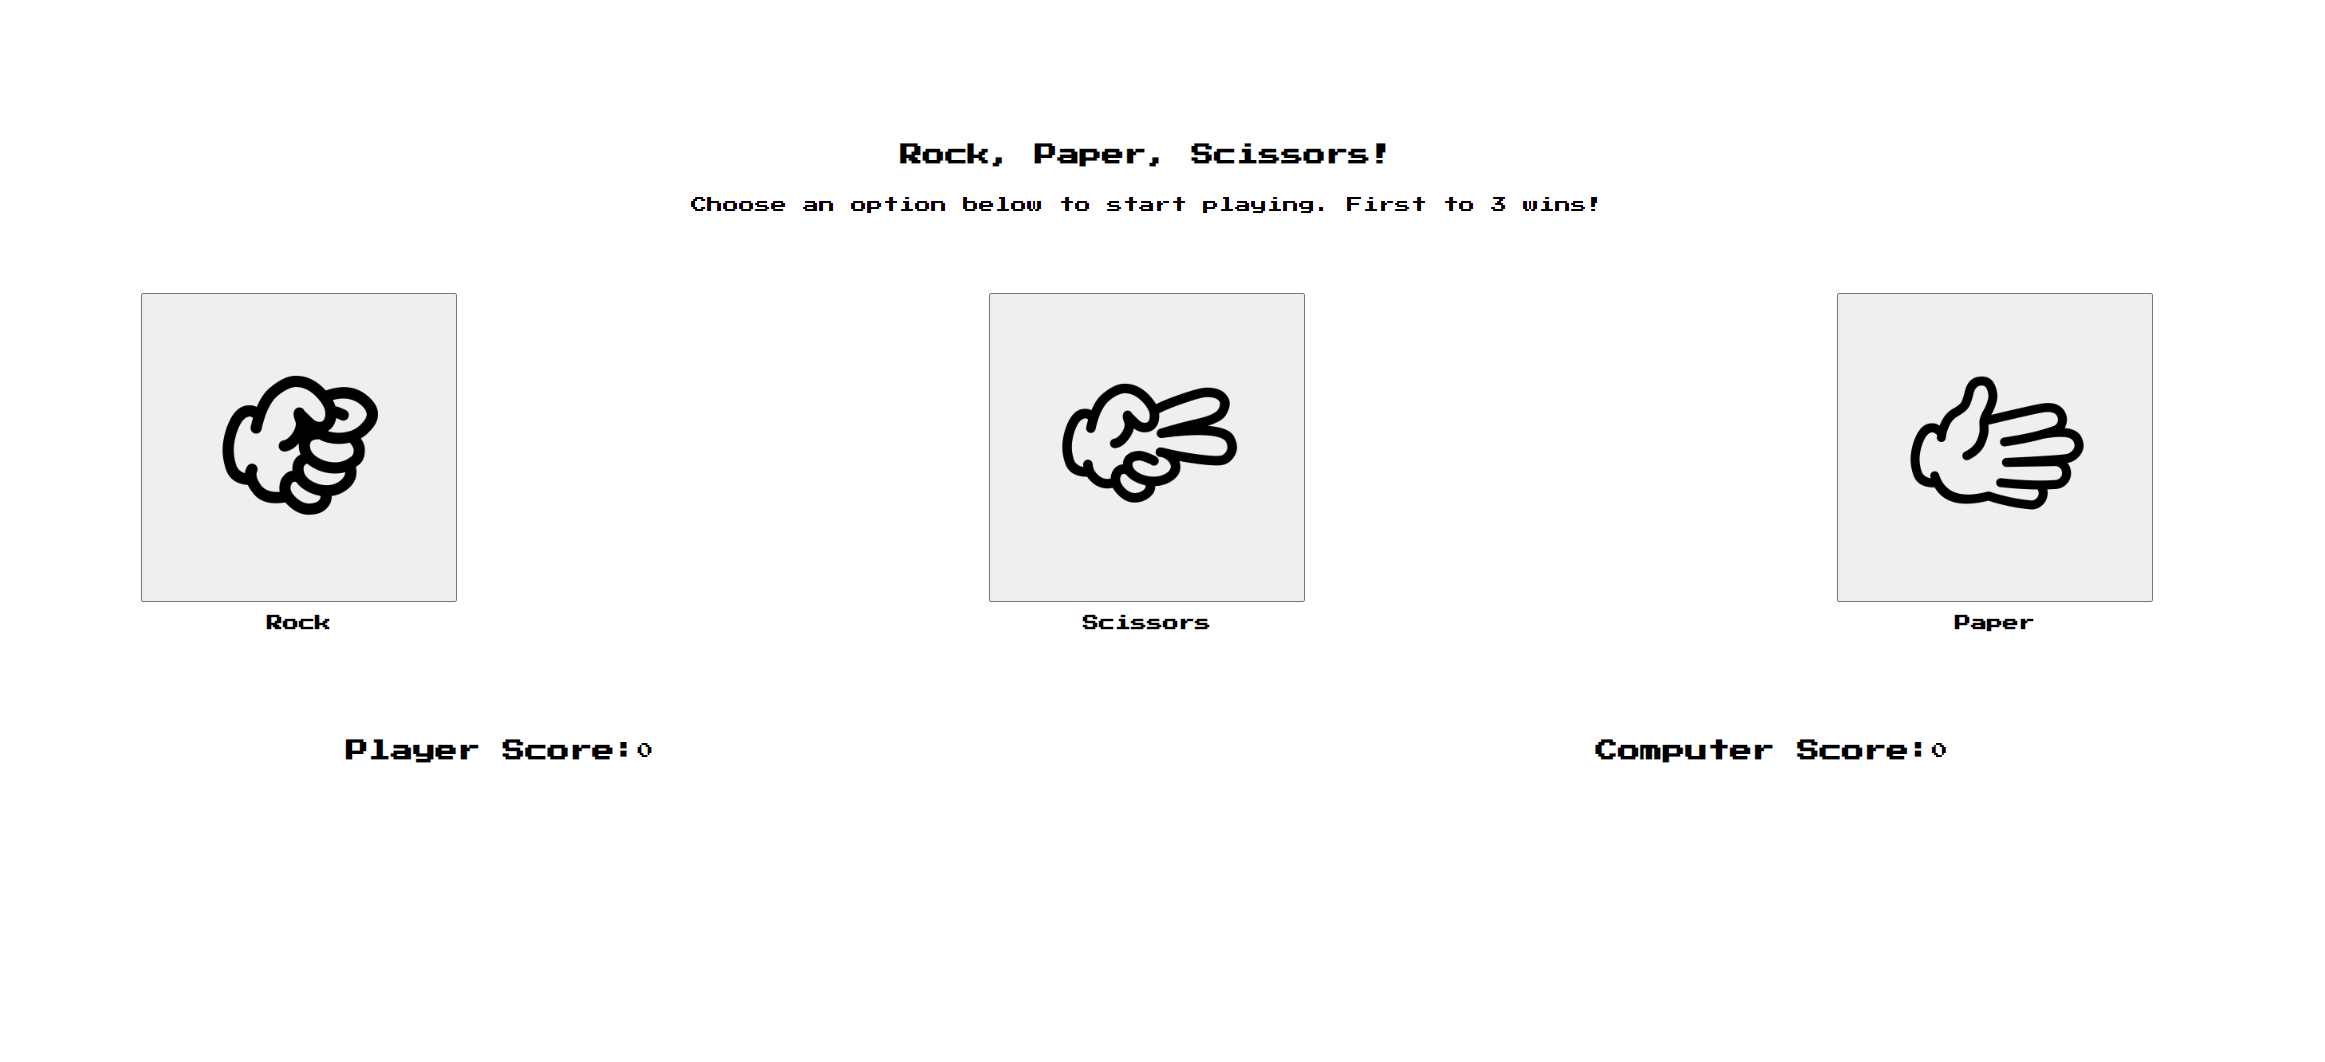 Rock, Paper, Scissors!
Choose an option below to start playing. First to 3 wins!
Rock
Scissors
Paper
Player Score:0
Computer Score:0